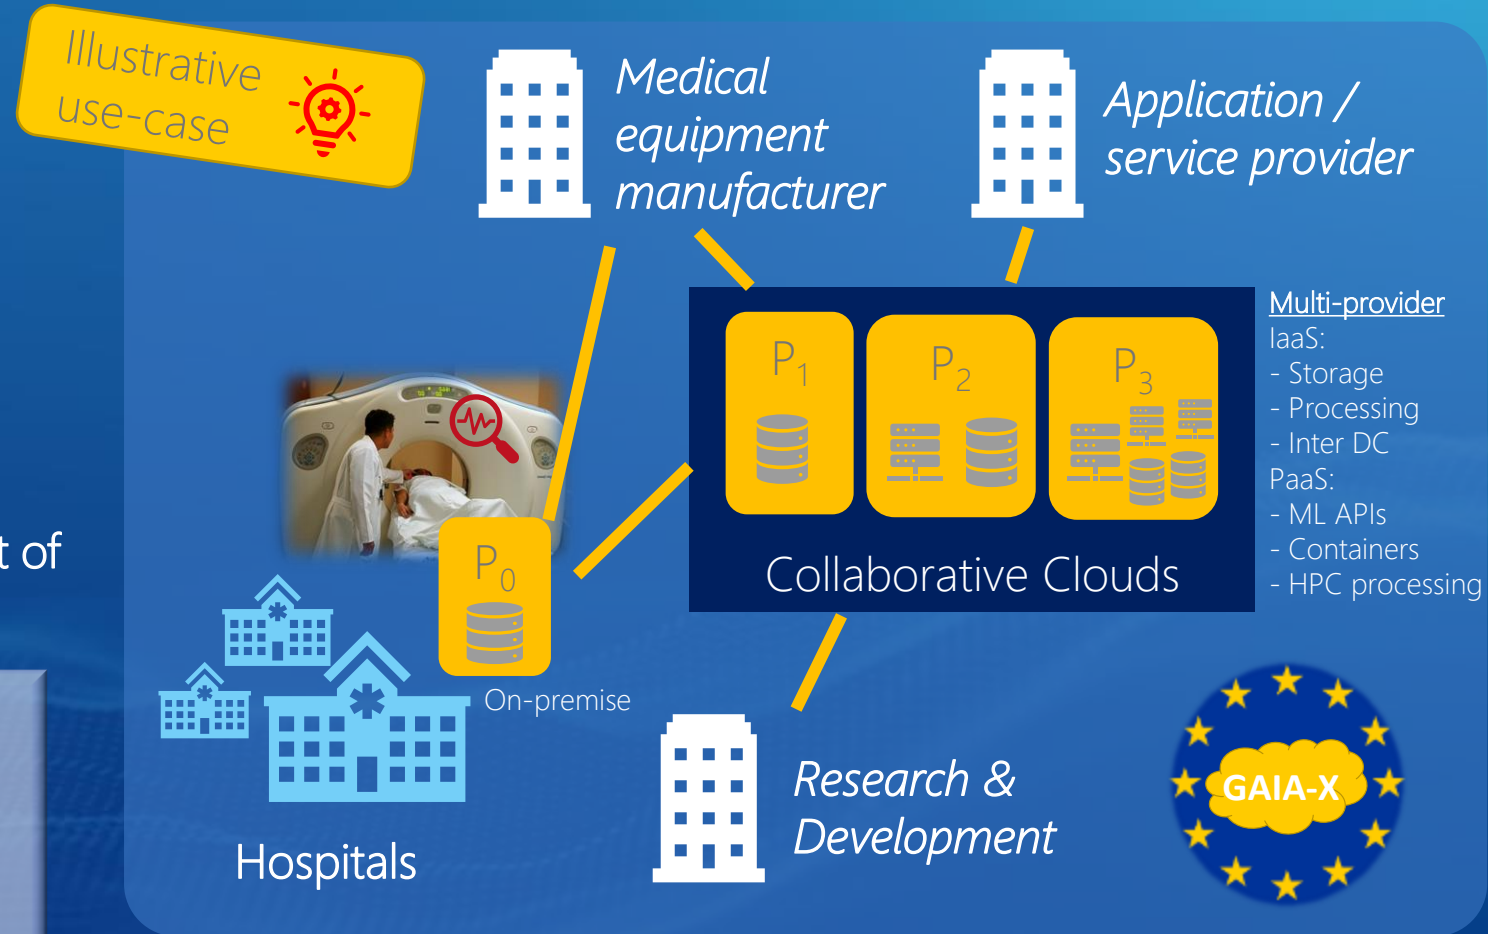 Illustrative
use-case
Medical
equipment
manufacturer
Application /
service provider
P1
P2
P3
Collaborative Clouds
Multi-provider
IaaS:
- Storage
- Processing
- Inter DC
PaaS:
- ML APIs
- Containers
- HPC processing
t of
P0
On-premise
Hospitals
Research &
Development
GAIA-X